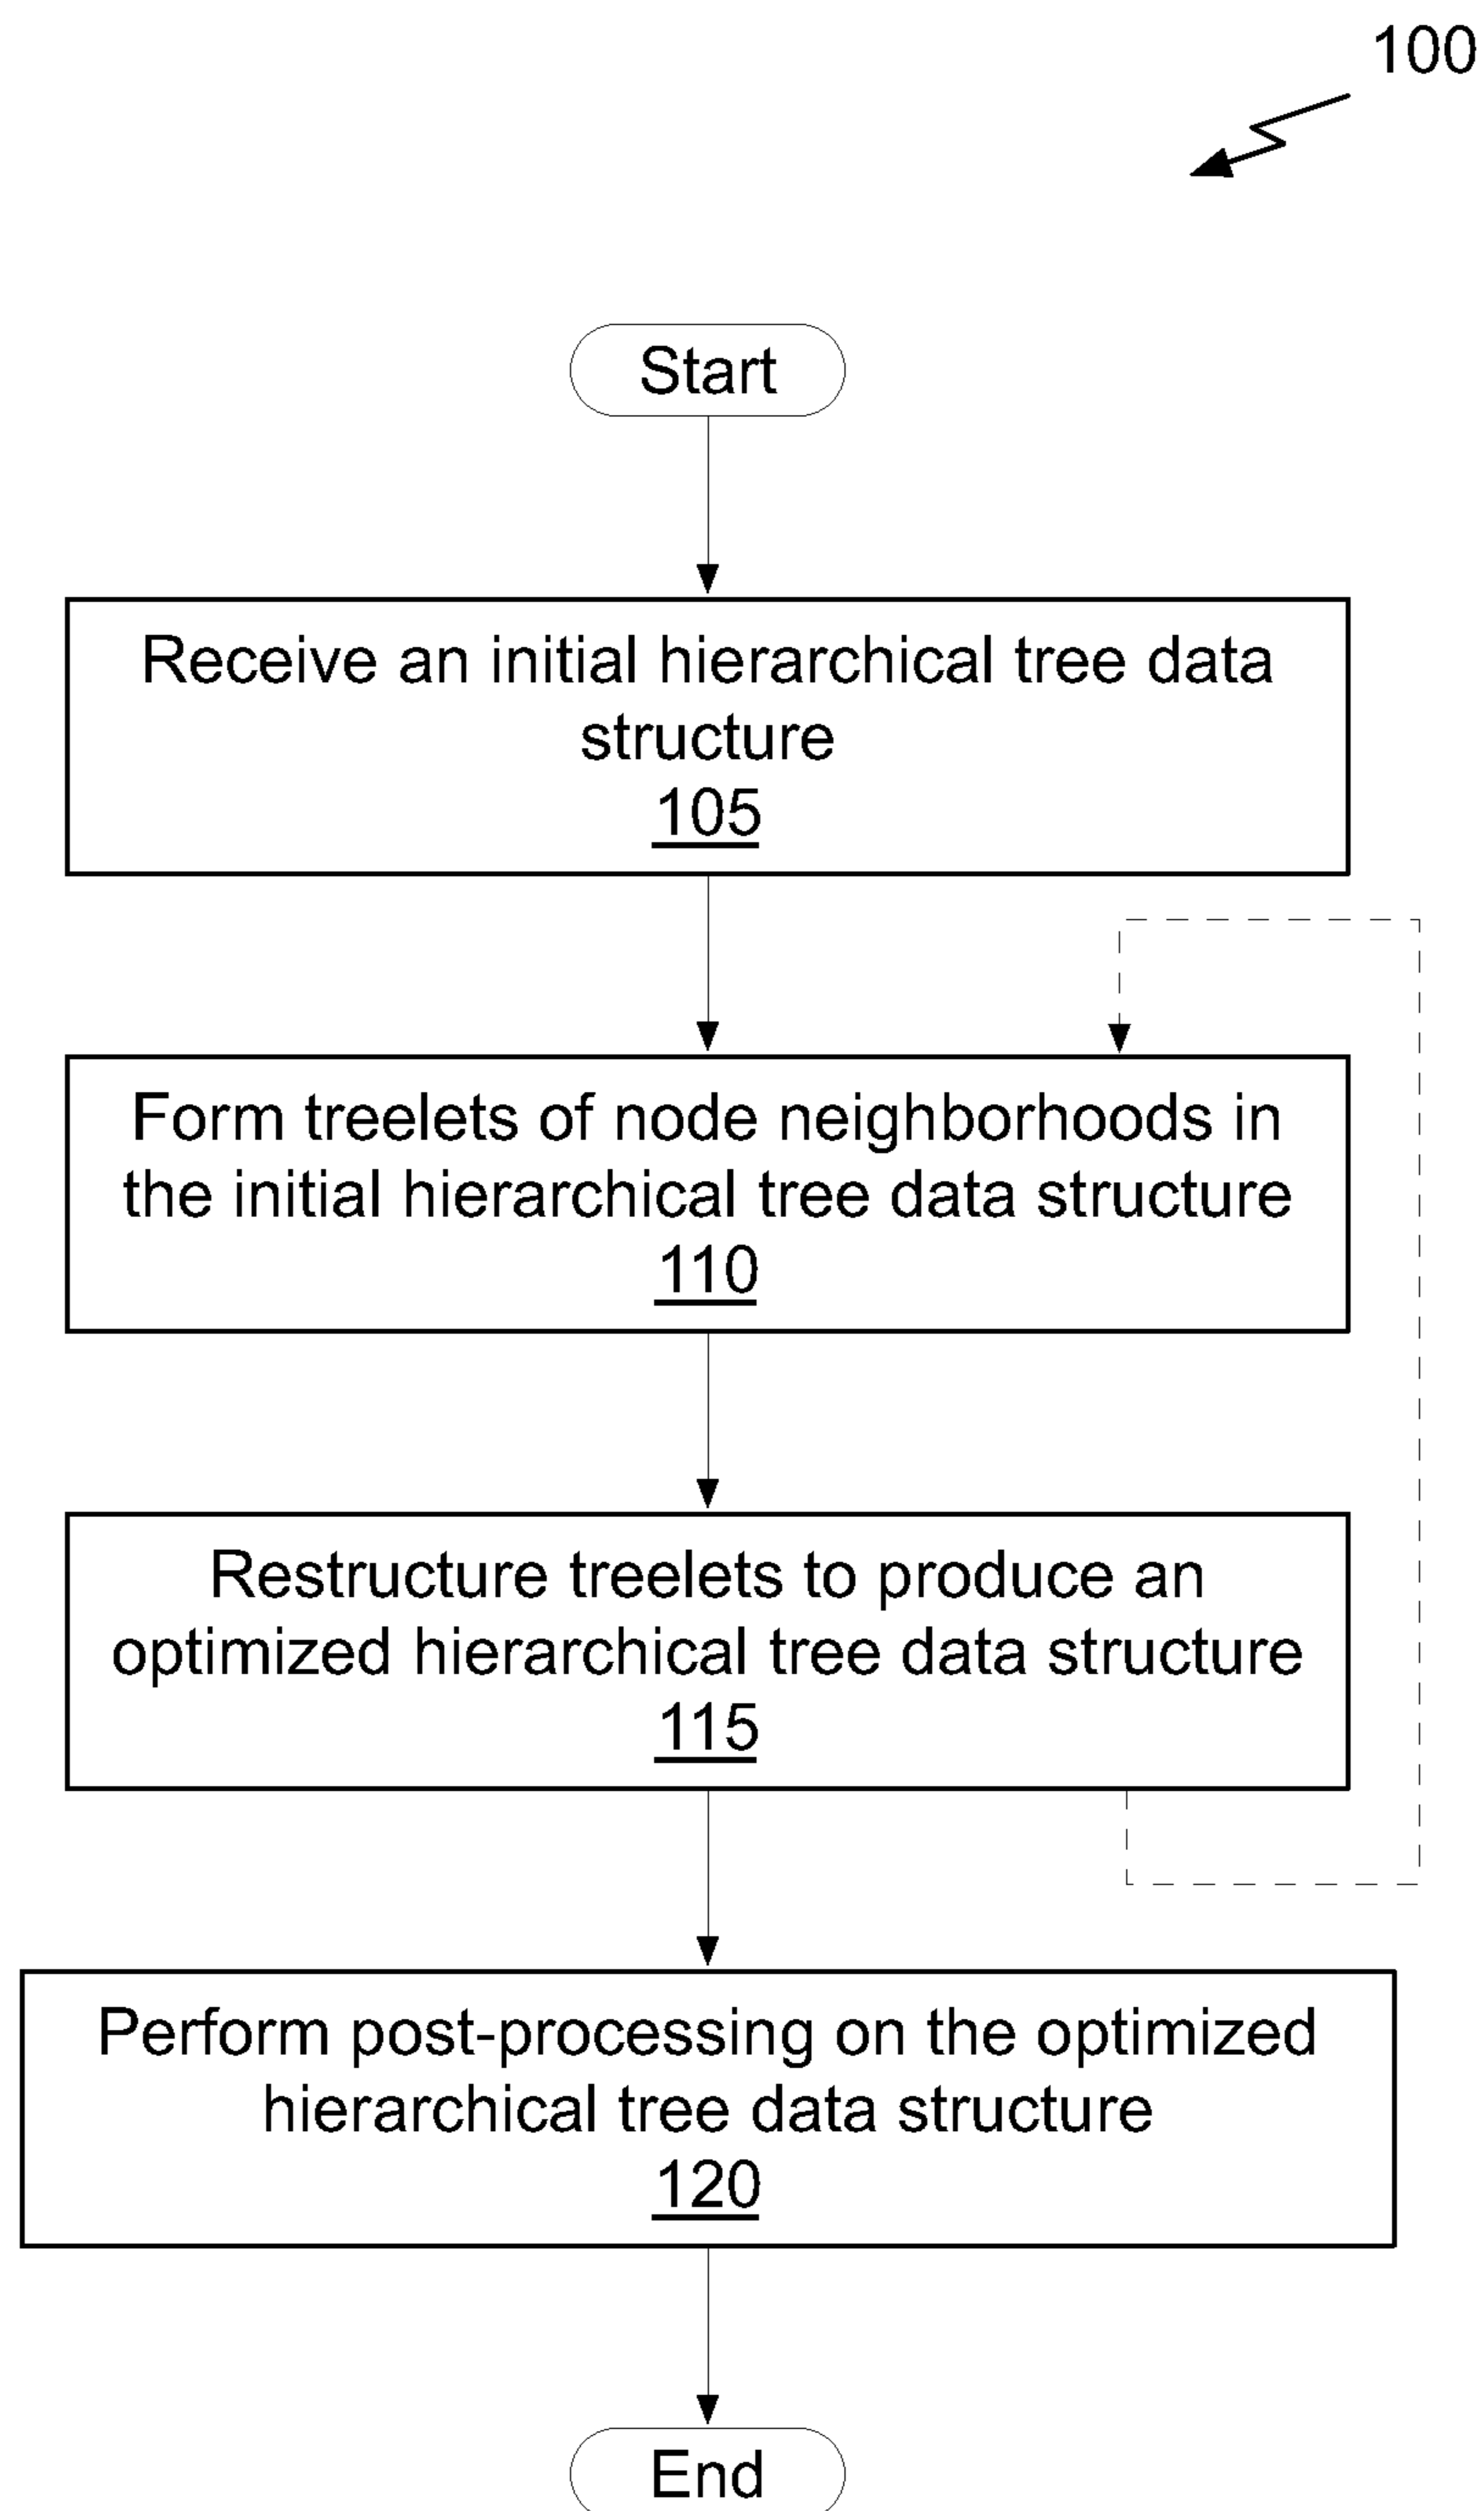 100
Start
Receive an initial hierarchical tree data
structure
105
Form treelets of node neighborhoods in
the initial hierarchical tree data structure
110
Restructure treelets to produce an
optimized hierarchical tree data structure
115
Perform post-processing on the optimized
hierarchical tree data structure
120
End